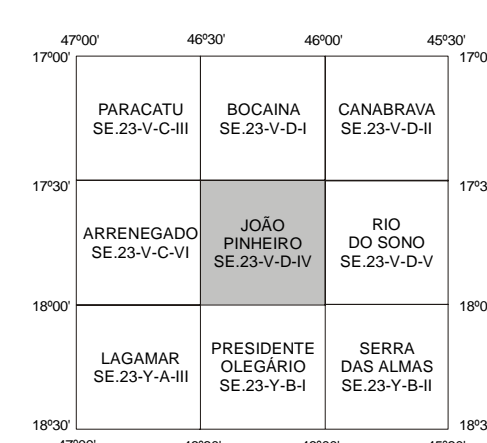 47º00' 46º30' 46º00' 45º30'
17º00'
PARACATU
SE.23-V-C-III
BOCAINA
SE.23-V-D-I
CANABRAVA
SE.23-V-D-II
17º30'
ARRENEGADO
SE.23-V-C-VI
JOÃO
PINHEIRO
SE.23-V-D-IV
RIO
DO SONO
SE.23-V-D-V
18º00'
LAGAMAR
SE.23-Y-A-III
PRESIDENTE
OLEGÁRIO
SE.23-Y-B-I
SERRA
DAS ALMAS
SE.23-Y-B-II
18º30'